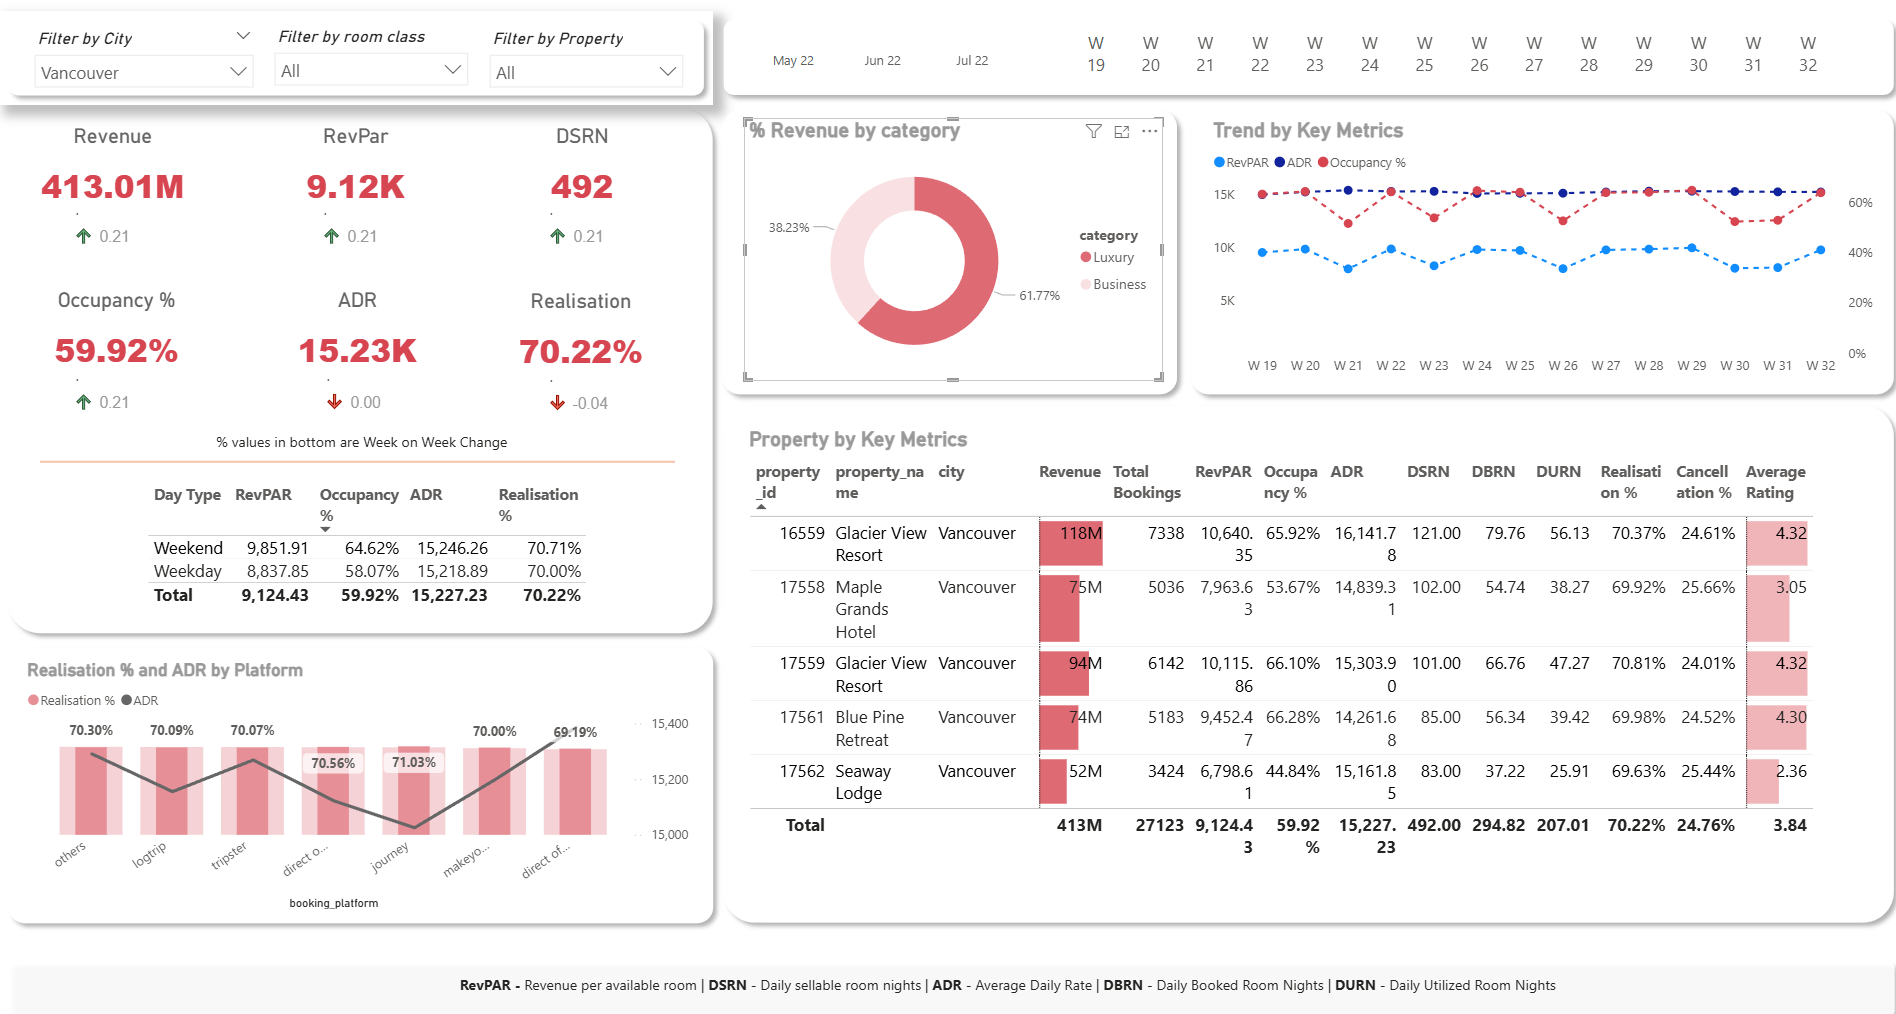 Filter by City
Vancouver
Filter by room class
All
Filter by Property
All
May 22 Jun 22 Jul 22
W 19 W 20 W 21 W 22 W 23 W 24 W 25 W 26 W 27 W 28 W 29 W 30 W 31 W 32
Revenue RevPar DSRN
413.01M 9.12K 492
0.21 0.21 0.21
Occupancy % ADR Realisation
59.92% 15.23K 70.22%
0.21 0.00 -0.04
% values in bottom are Week on Week Change
Day Type RevPAR Occupancy % ADR Realisation %
Weekend 9,851.91 64.62% 15,246.26 70.71%
Weekday 8,837.85 58.07% 15,218.89 70.00%
Total 9,124.43 59.92% 15,227.23 70.22%
Realisation % and ADR by Platform
Realisation % ADR
70.30% 70.09% 70.07% 70.56% 71.03% 70.00% 69.19%
15,400
15,200
15,000
others logtrip tripster direct o... journey makeyo... direct of...
booking_platform
% Revenue by category
38.23%
61.77%
category
Luxury
Business
Trend by Key Metrics
RevPAR ADR Occupancy %
15K
10K
5K
60%
40%
20%
0%
W 19 W 20 W 21 W 22 W 23 W 24 W 25 W 26 W 27 W 28 W 29 W 30 W 31 W 32
Property by Key Metrics
property_id property_name city Revenue Total Bookings RevPAR Occupancy % ADR DSRN DBRN DURN Realisation % Cancellation % Average Rating
16559 Glacier View Resort Vancouver 118M 7338 10,640.35 65.92% 16,141.78 121.00 79.76 56.13 70.37% 24.61% 4.32
17558 Maple Grands Hotel Vancouver 75M 5036 7,963.63 53.67% 14,839.31 102.00 54.74 38.27 69.92% 25.66% 3.05
17559 Glacier View Resort Vancouver 94M 6142 10,115.86 66.10% 15,303.90 101.00 66.76 47.27 70.81% 24.01% 4.32
17561 Blue Pine Retreat Vancouver 74M 5183 9,452.47 66.28% 14,261.68 85.00 56.34 39.42 69.98% 24.52% 4.30
17562 Seaway Lodge Vancouver 52M 3424 6,798.61 44.84% 15,161.85 83.00 37.22 25.91 69.63% 25.44% 2.36
Total 413M 27123 9,124.43 59.92% 15,227.23 492.00 294.82 207.01 70.22% 24.76% 3.84
RevPAR - Revenue per available room | DSRN - Daily sellable room nights | ADR - Average Daily Rate | DBRN - Daily Booked Room Nights | DURN - Daily Utilized Room Nights